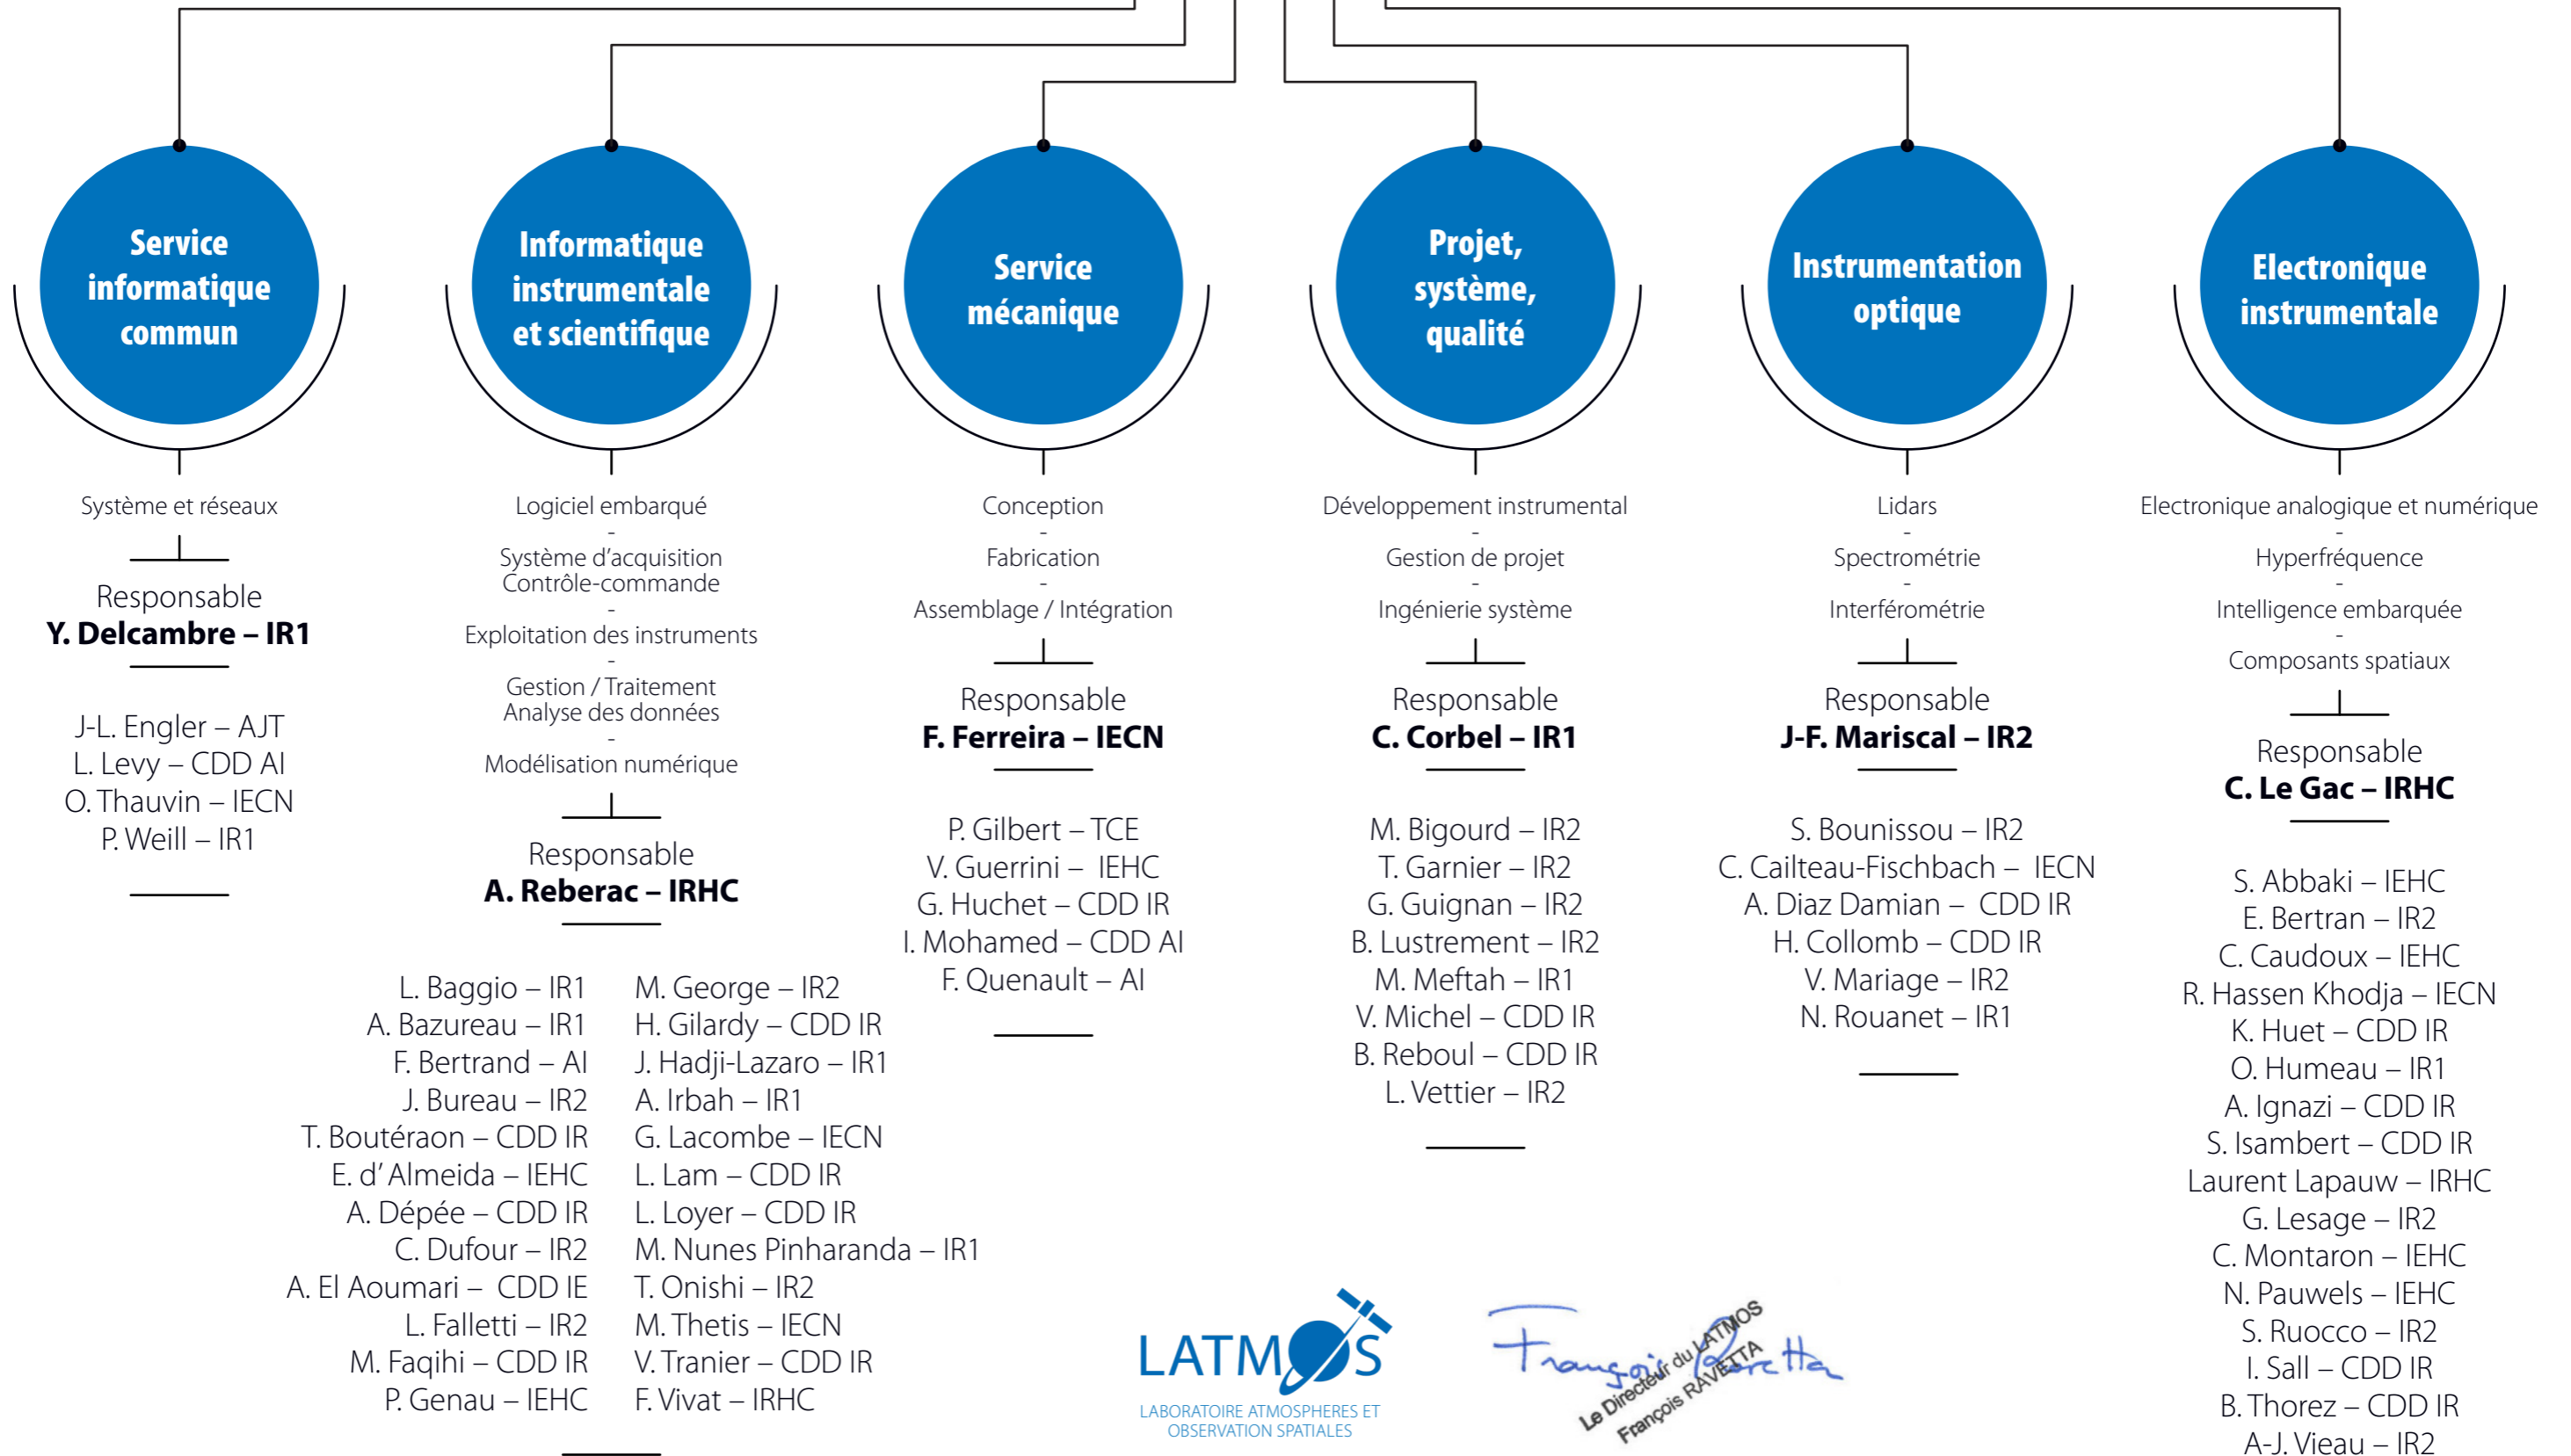 Service
informatique
commun
Système et réseaux
Responsable
Y. Delcambre – IR1
J-L. Engler – AJT
L. Levy – CDD AI
O. Thauvin – IECN
P. Weill – IR1
Informatique
instrumentale
et scientifique
Logiciel embarqué
-
Système d’acquisition
Contrôle-commande
-
Exploitation des instruments
-
Gestion / Traitement
Analyse des données
-
Modélisation numérique
Responsable
A. Reberac – IRHC
L. Baggio – IR1
A. Bazureau – IR1
F. Bertrand – AI
J. Bureau – IR2
T. Boutéraon – CDD IR
E. d’Almeida – IEHC
A. Dépée – CDD IR
C. Dufour – IR2
A. El Aoumari – CDD IE
L. Falletti – IR2
M. Faqihi – CDD IR
P. Genau – IEHC
M. George – IR2
H. Gilardy – CDD IR
J. Hadji-Lazaro – IR1
A. Irbah – IR1
G. Lacombe – IECN
L. Lam – CDD IR
L. Loyer – CDD IR
M. Nunes Pinharanda – IR1
T. Onishi – IR2
M. Thetis – IECN
V. Tranier – CDD IR
F. Vivat – IRHC
Service
mécanique
Conception
-
Fabrication
-
Assemblage / Intégration
Responsable
F. Ferreira – IECN
P. Gilbert – TCE
V. Guerrini – IEHC
G. Huchet – CDD IR
I. Mohamed – CDD AI
F. Quenault – AI
Projet,
système,
qualité
Développement instrumental
-
Gestion de projet
-
Ingénierie système
Responsable
C. Corbel – IR1
M. Bigourd – IR2
T. Garnier – IR2
G. Guignan – IR2
B. Lustrement – IR2
M. Meftah – IR1
V. Michel – CDD IR
B. Reboul – CDD IR
L. Vettier – IR2
Instrumentation
optique
Lidars
-
Spectrométrie
-
Interférométrie
Responsable
J-F. Mariscal – IR2
S. Bounissou – IR2
C. Cailteau-Fischbach – IECN
A. Diaz Damian – CDD IR
H. Collomb – CDD IR
V. Mariage – IR2
N. Rouanet – IR1
Electronique
instrumentale
Electronique analogique et numérique
-
Hyperfréquence
-
Intelligence embarquée
-
Composants spatiaux
Responsable
C. Le Gac – IRHC
S. Abbaki – IEHC
E. Bertran – IR2
C. Caudoux – IEHC
R. Hassen Khodja – IECN
K. Huet – CDD IR
O. Humeau – IR1
A. Ignazi – CDD IR
S. Isambert – CDD IR
Laurent Lapauw – IRHC
G. Lesage – IR2
C. Montaron – IEHC
N. Pauwels – IEHC
S. Ruocco – IR2
I. Sall – CDD IR
B. Thorez – CDD IR
A-J. Vieau – IR2
LATMOS
LABORATOIRE ATMOSPHERES ET
OBSERVATION SPATIALES
François Ravetta
Le Directeur du LATMOS
François RAVETTA